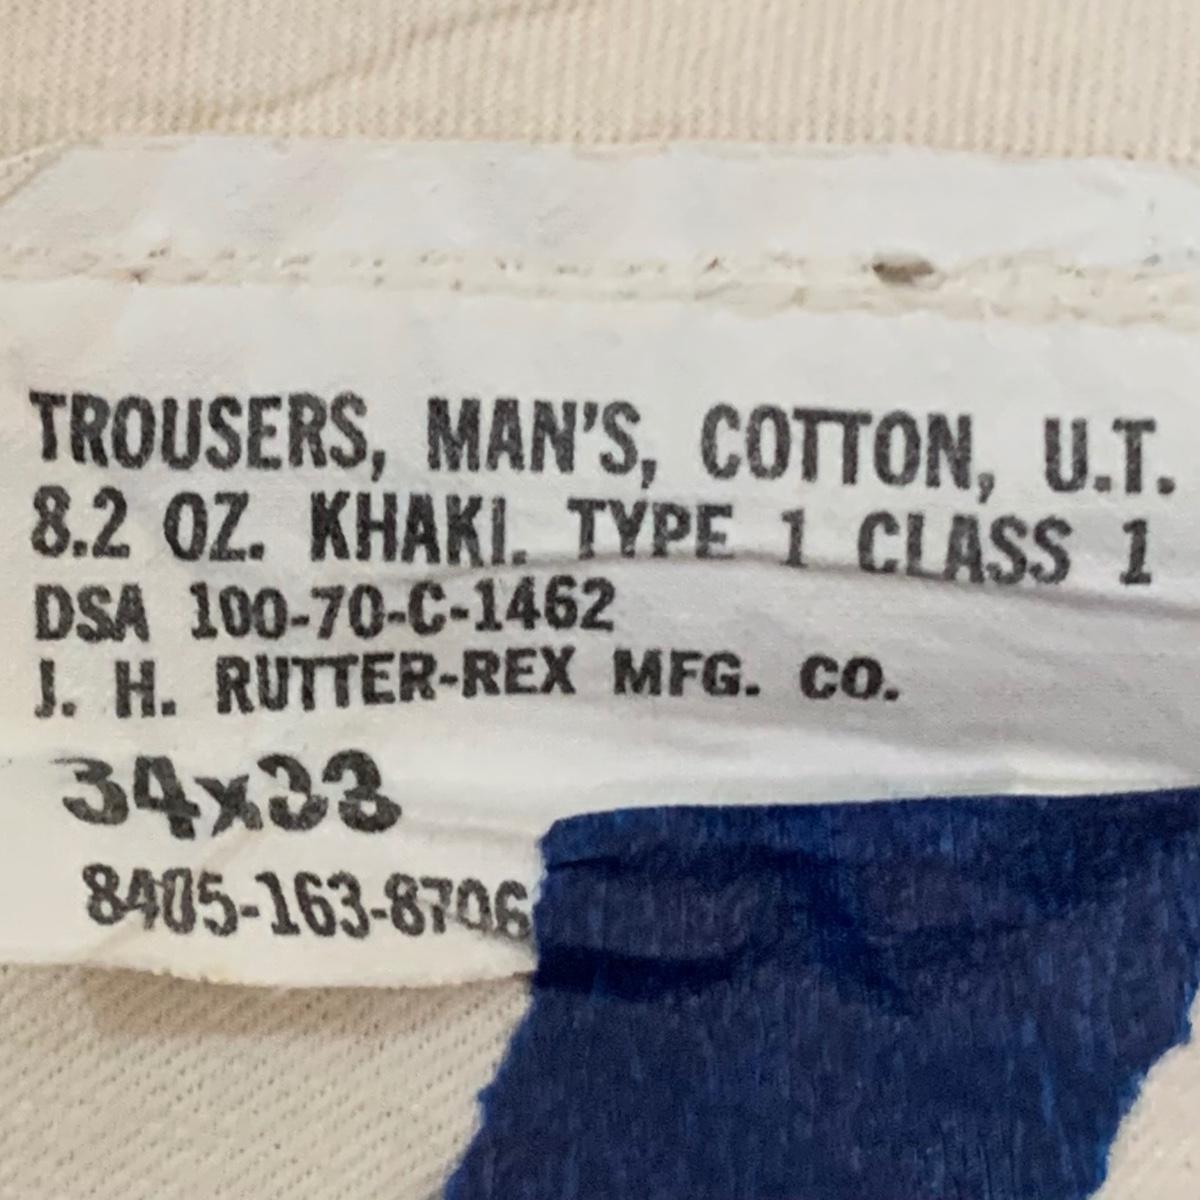 TROUSERS, MAN'S, COTTON, U.T.
8.2 OZ. KHAKI. TYPE 1 CLASS 1
DSA 100-70-C-1462
J. H. RUTTER-REX MFG. CO.
34x33
8405-163-8706